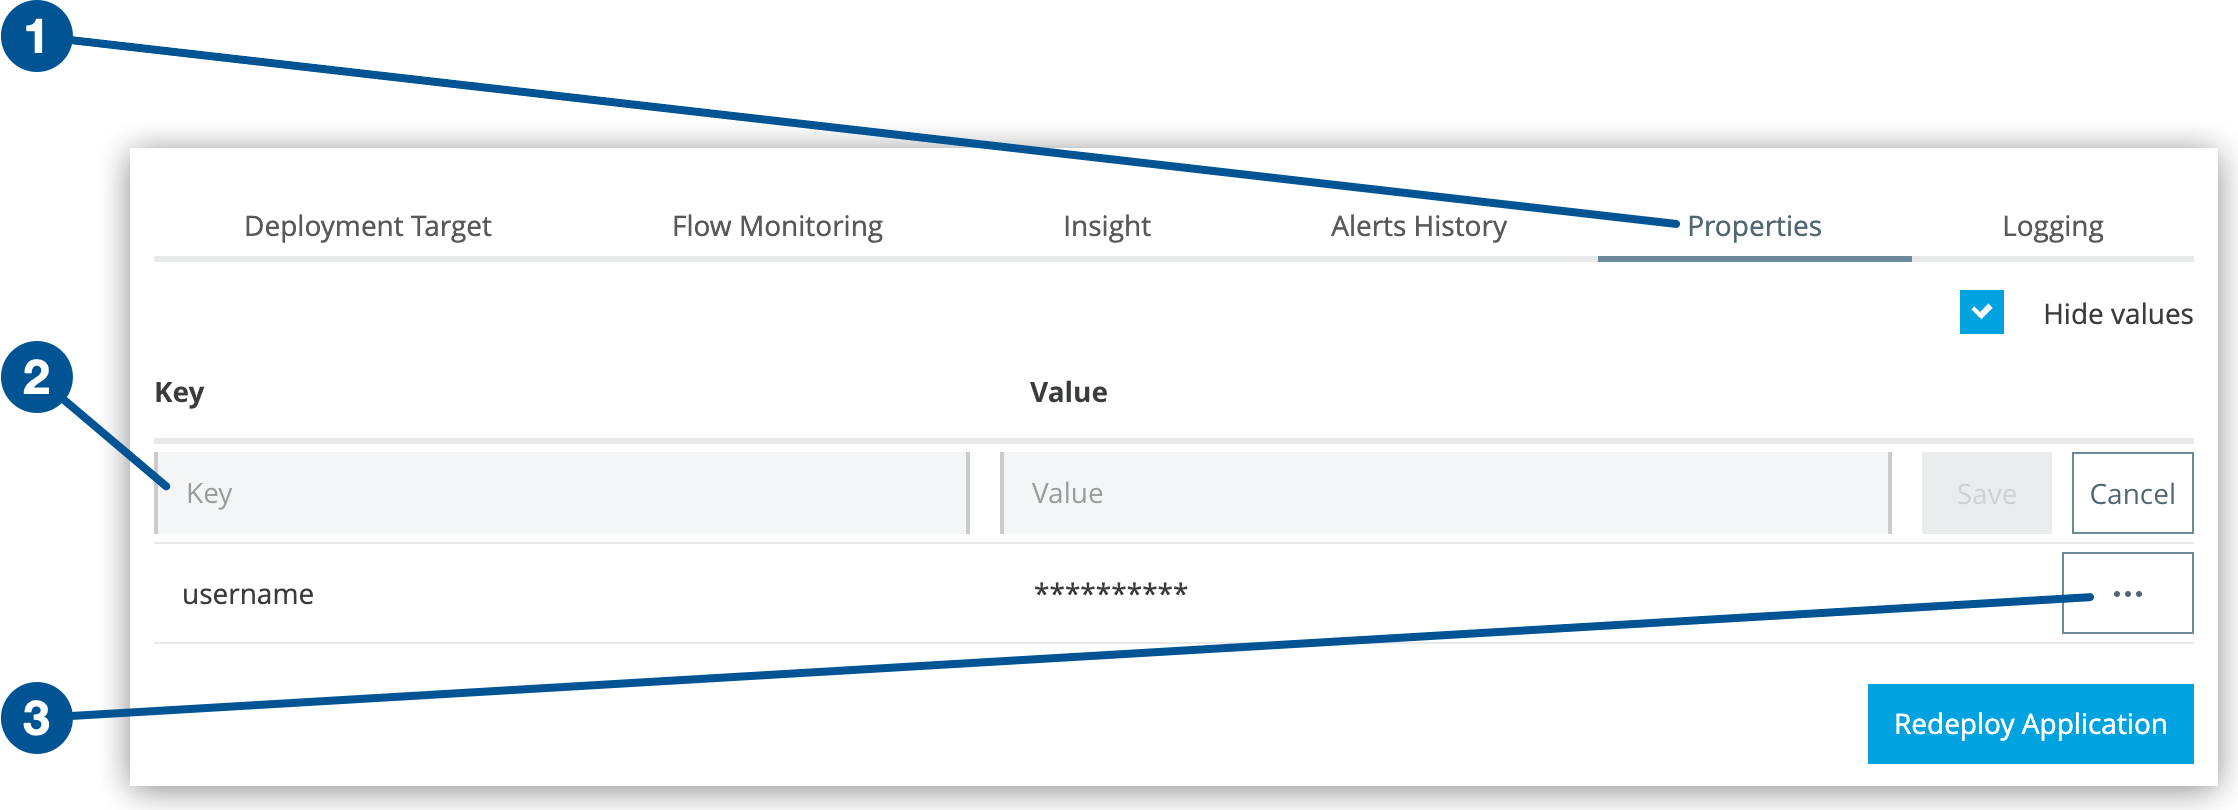 1
Deployment Target Flow Monitoring Insight Alerts History Properties Logging
Hide values
2
Key Value
Key Value Save Cancel
username ********** ...
3
Redeploy Application